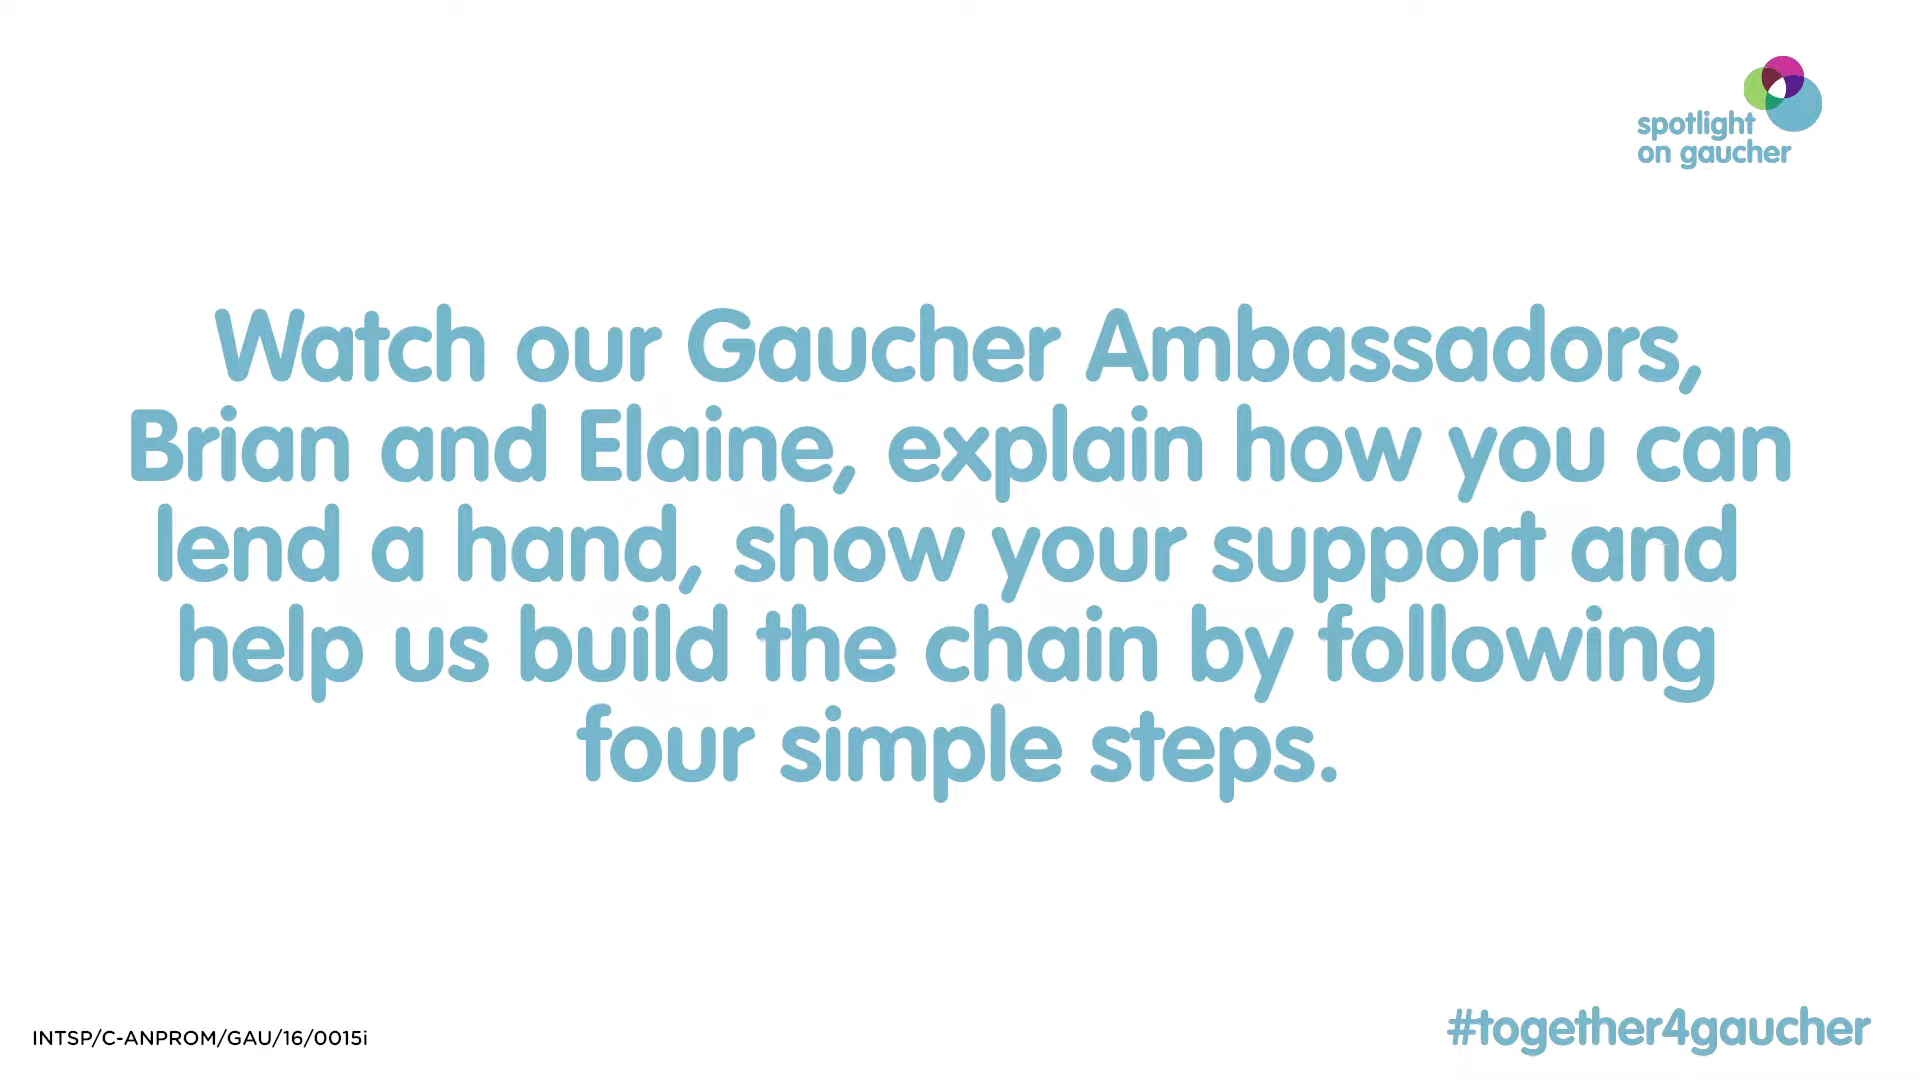 spotlight
on gaucher
Watch our Gaucher Ambassadors,
Brian and Elaine, explain how you can
lend a hand, show your support and
help us build the chain by following
four simple steps.
INTSP/C-ANPROM/GAU/16/0015i
#together4gaucher